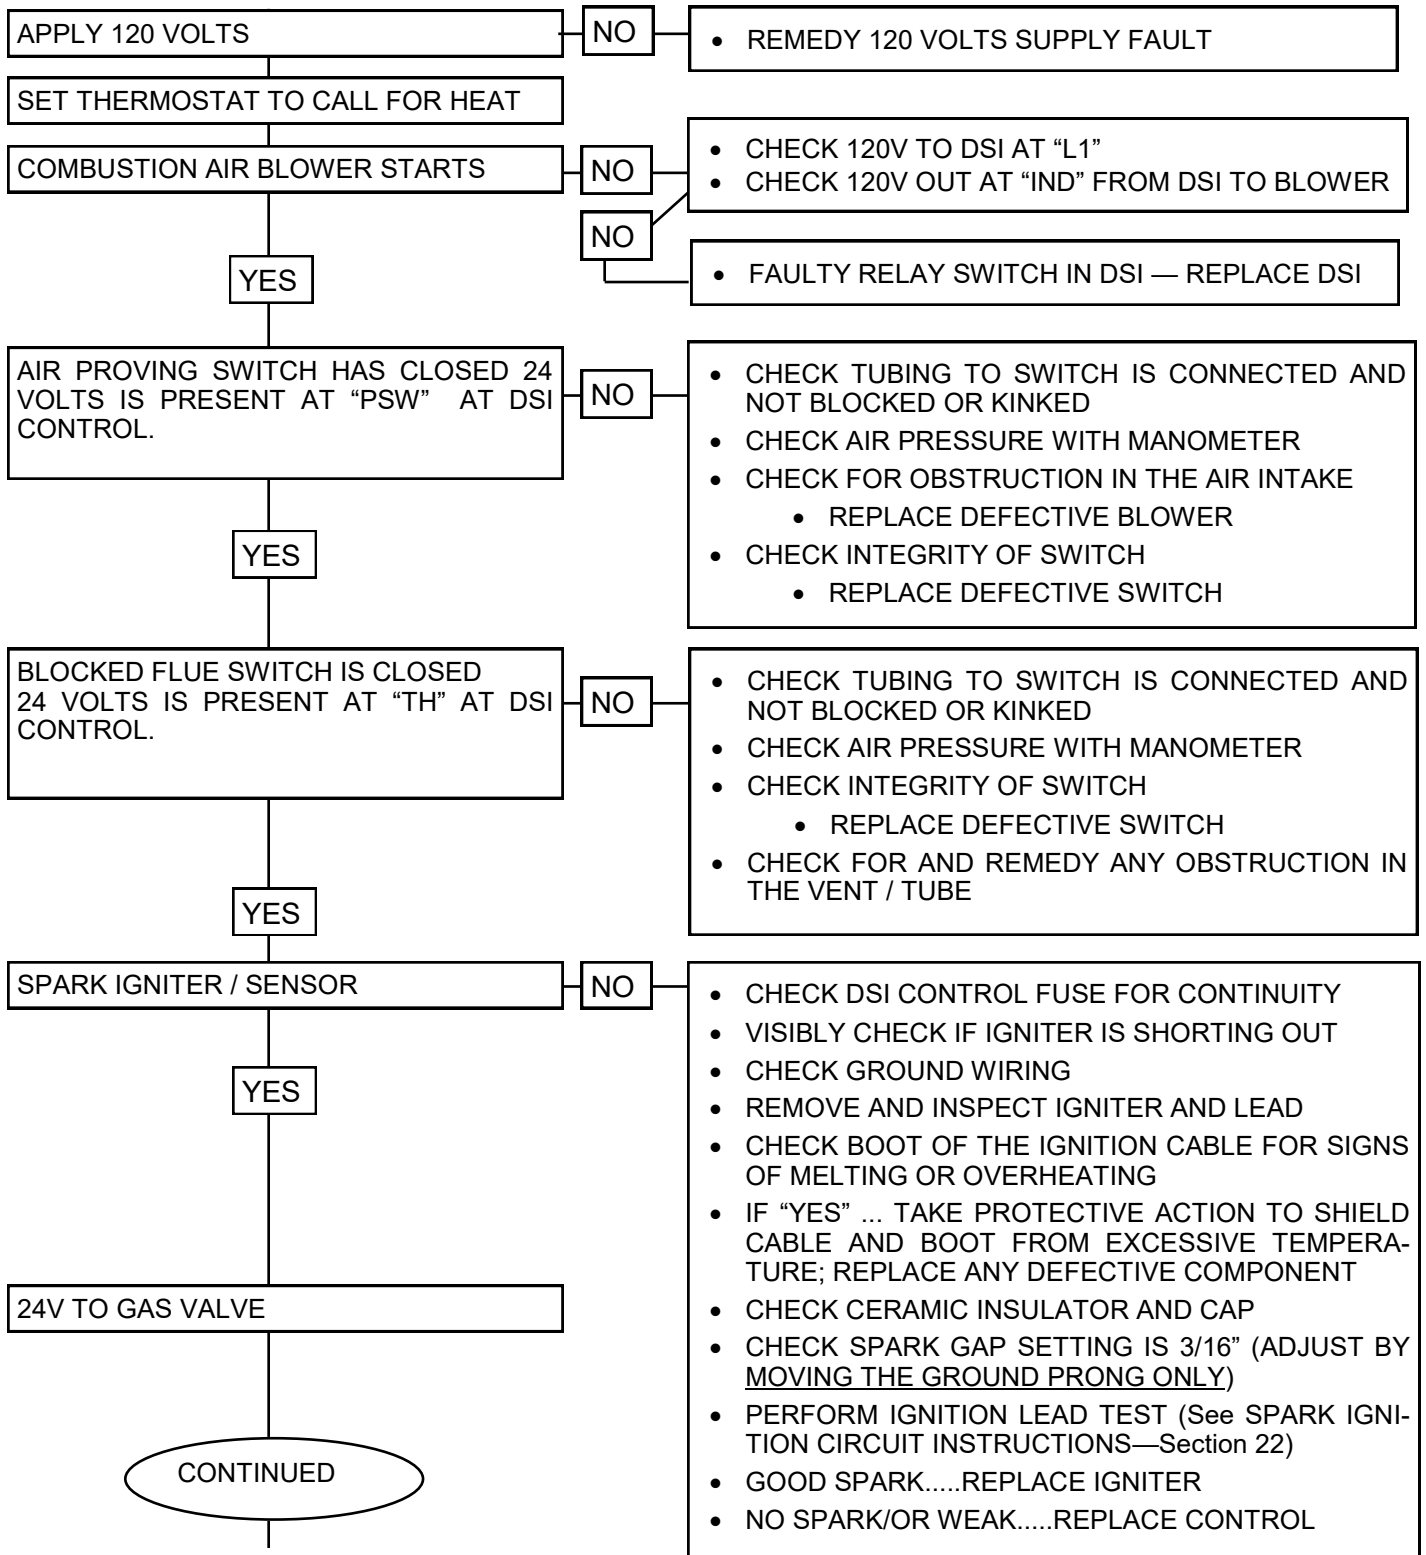 APPLY 120 VOLTS
NO
• REMEDY 120 VOLTS SUPPLY FAULT
SET THERMOSTAT TO CALL FOR HEAT
COMBUSTION AIR BLOWER STARTS
NO
• CHECK 120V TO DSI AT “L1”
• CHECK 120V OUT AT “IND” FROM DSI TO BLOWER
NO
• FAULTY RELAY SWITCH IN DSI — REPLACE DSI
YES
AIR PROVING SWITCH HAS CLOSED 24
VOLTS IS PRESENT AT “PSW” AT DSI
CONTROL.
NO
• CHECK TUBING TO SWITCH IS CONNECTED AND
NOT BLOCKED OR KINKED
• CHECK AIR PRESSURE WITH MANOMETER
• CHECK FOR OBSTRUCTION IN THE AIR INTAKE
• REPLACE DEFECTIVE BLOWER
• CHECK INTEGRITY OF SWITCH
• REPLACE DEFECTIVE SWITCH
YES
BLOCKED FLUE SWITCH IS CLOSED
24 VOLTS IS PRESENT AT “TH” AT DSI
CONTROL.
NO
• CHECK TUBING TO SWITCH IS CONNECTED AND
NOT BLOCKED OR KINKED
• CHECK AIR PRESSURE WITH MANOMETER
• CHECK INTEGRITY OF SWITCH
• REPLACE DEFECTIVE SWITCH
• CHECK FOR AND REMEDY ANY OBSTRUCTION IN
THE VENT / TUBE
YES
SPARK IGNITER / SENSOR
NO
• CHECK DSI CONTROL FUSE FOR CONTINUITY
• VISIBLY CHECK IF IGNITER IS SHORTING OUT
• CHECK GROUND WIRING
• REMOVE AND INSPECT IGNITER AND LEAD
• CHECK BOOT OF THE IGNITION CABLE FOR SIGNS
OF MELTING OR OVERHEATING
• IF “YES” ... TAKE PROTECTIVE ACTION TO SHIELD
CABLE AND BOOT FROM EXCESSIVE TEMPERA-
TURE; REPLACE ANY DEFECTIVE COMPONENT
• CHECK CERAMIC INSULATOR AND CAP
• CHECK SPARK GAP SETTING IS 3/16” (ADJUST BY
MOVING THE GROUND PRONG ONLY)
• PERFORM IGNITION LEAD TEST (See SPARK IGNI-
TION CIRCUIT INSTRUCTIONS—Section 22)
• GOOD SPARK.....REPLACE IGNITER
• NO SPARK/OR WEAK.....REPLACE CONTROL
YES
24V TO GAS VALVE
CONTINUED